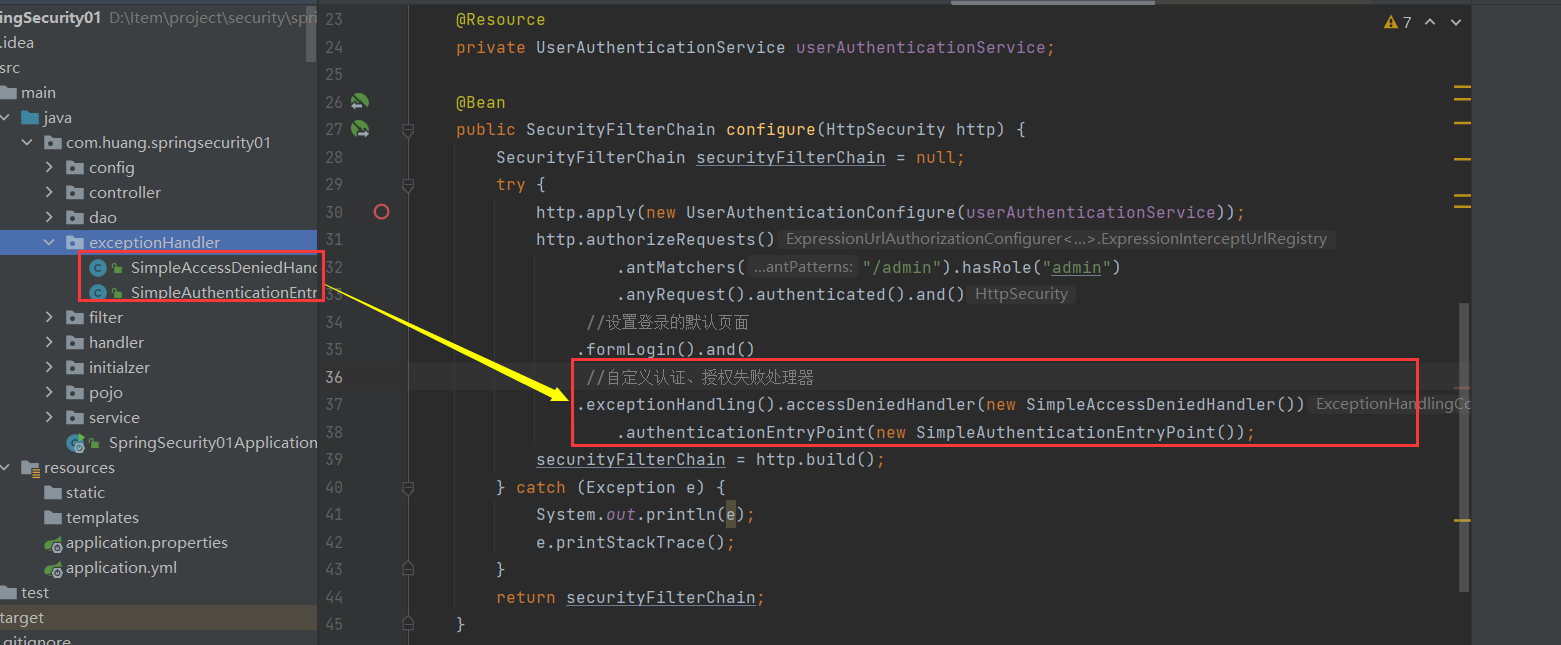 ingSecurity01 D:\Item\project\security\spri
.idea
src
main
java
com.huang.springsecurity01
config
controller
dao
exceptionHandler
SimpleAccessDeniedHand
SimpleAuthenticationEntr
filter
handler
initialzer
pojo
service
SpringSecurity01Application
resources
static
templates
application.properties
application.yml
test
target
.gitignore
7
23 @Resource
24 private UserAuthenticationService userAuthenticationService;
25
26 @Bean
27 public SecurityFilterChain configure(HttpSecurity http) {
28 SecurityFilterChain securityFilterChain = null;
29 try {
30 http.apply(new UserAuthenticationConfigure(userAuthenticationService));
31 http.authorizeRequests() ExpressionUrlAuthorizationConfigurer<...>.ExpressionInterceptUrlRegistry
32 .antMatchers( ...antPatterns: "/admin").hasRole("admin")
33 .anyRequest().authenticated().and() HttpSecurity
34 //设置登录的默认页面
35 .formLogin().and()
36 //自定义认证、授权失败处理器
37 .exceptionHandling().accessDeniedHandler(new SimpleAccessDeniedHandler()) ExceptionHandlingCo
38 .authenticationEntryPoint(new SimpleAuthenticationEntryPoint());
39 securityFilterChain = http.build();
40 } catch (Exception e) {
41 System.out.println(e);
42 e.printStackTrace();
43 }
44 return securityFilterChain;
45 }